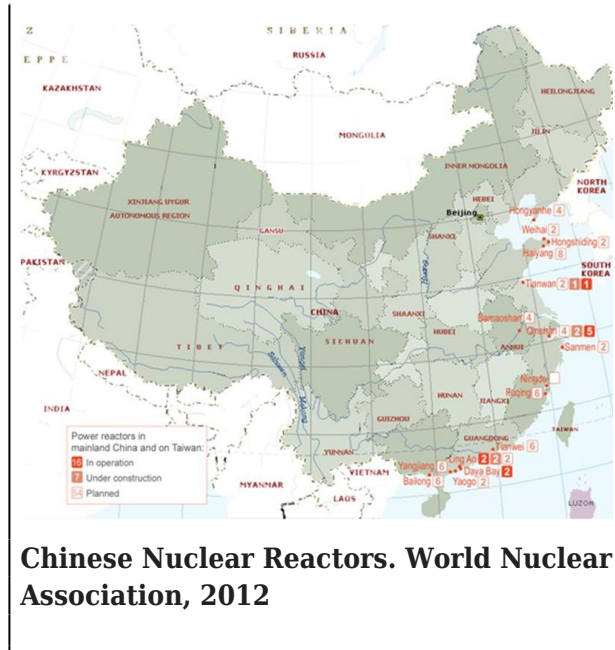 Z
SIBERIA
EPPE
RUSSIA
KAZAKHSTAN
HEILONGJIANG
MONGOLIA
JILIN
KYRGYZSTAN
INNER MONGOLIA
NORTH
KOREA
XINJIANG UYGUR
AUTONOMOUS REGION
HEBEI
Beijing
Hongyanhe 4
GANSU
SHANXI
Weihai 2
Hongshiding 2
Haiyang 8
PAKISTAN
SOUTH
KOREA
QINGHAI
Tianwan 2 1 1
CHINA
SHAANXI
HUBEI
4
4 2 5
TIBET
SICHUAN
ANHUI
Sanmen 2
Salween
Mekong
NEPAL
Ningde
HUNAN
JIANGXI
Fuqing 6
INDIA
GUIZHOU
TAIWAN
GUANGDONG
YUNNAN
Tianwei 6
Power reactors in
mainland China and on Taiwan:
16 In operation
7 Under construction
54 Planned
Ling Ao 2 2 2
Yangjiang 6
Daya Bay 2
VIETNAM
Bailong 6
Yaogo 2
MYANMAR
LAOS
LUZON
Chinese Nuclear Reactors. World Nuclear
Association, 2012